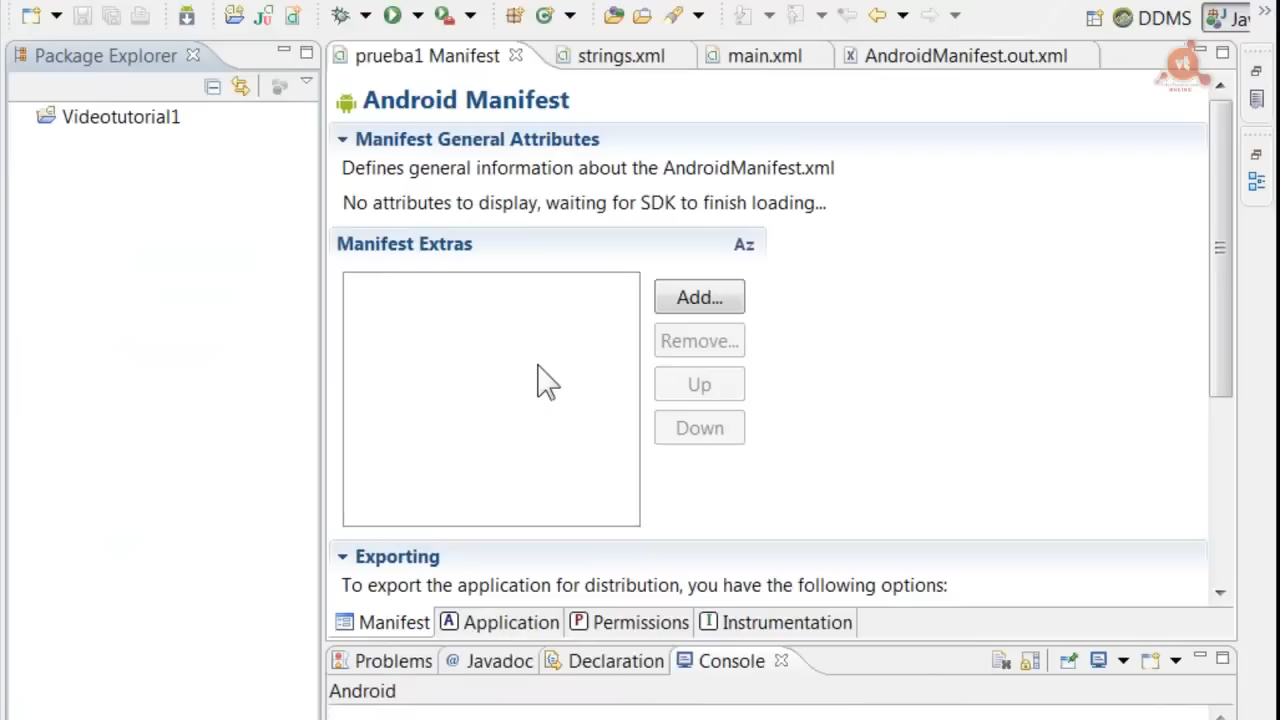 DDMS
Package Explorer
prueba1 Manifest
strings.xml
main.xml
AndroidManifest.out.xml
Videotutorial1
Android Manifest
Manifest General Attributes
Defines general information about the AndroidManifest.xml
No attributes to display, waiting for SDK to finish loading...
Manifest Extras
Az
Add...
Remove...
Up
Down
Exporting
To export the application for distribution, you have the following options:
Manifest
A Application
P Permissions
I Instrumentation
Problems
@ Javadoc
Declaration
Console
Android